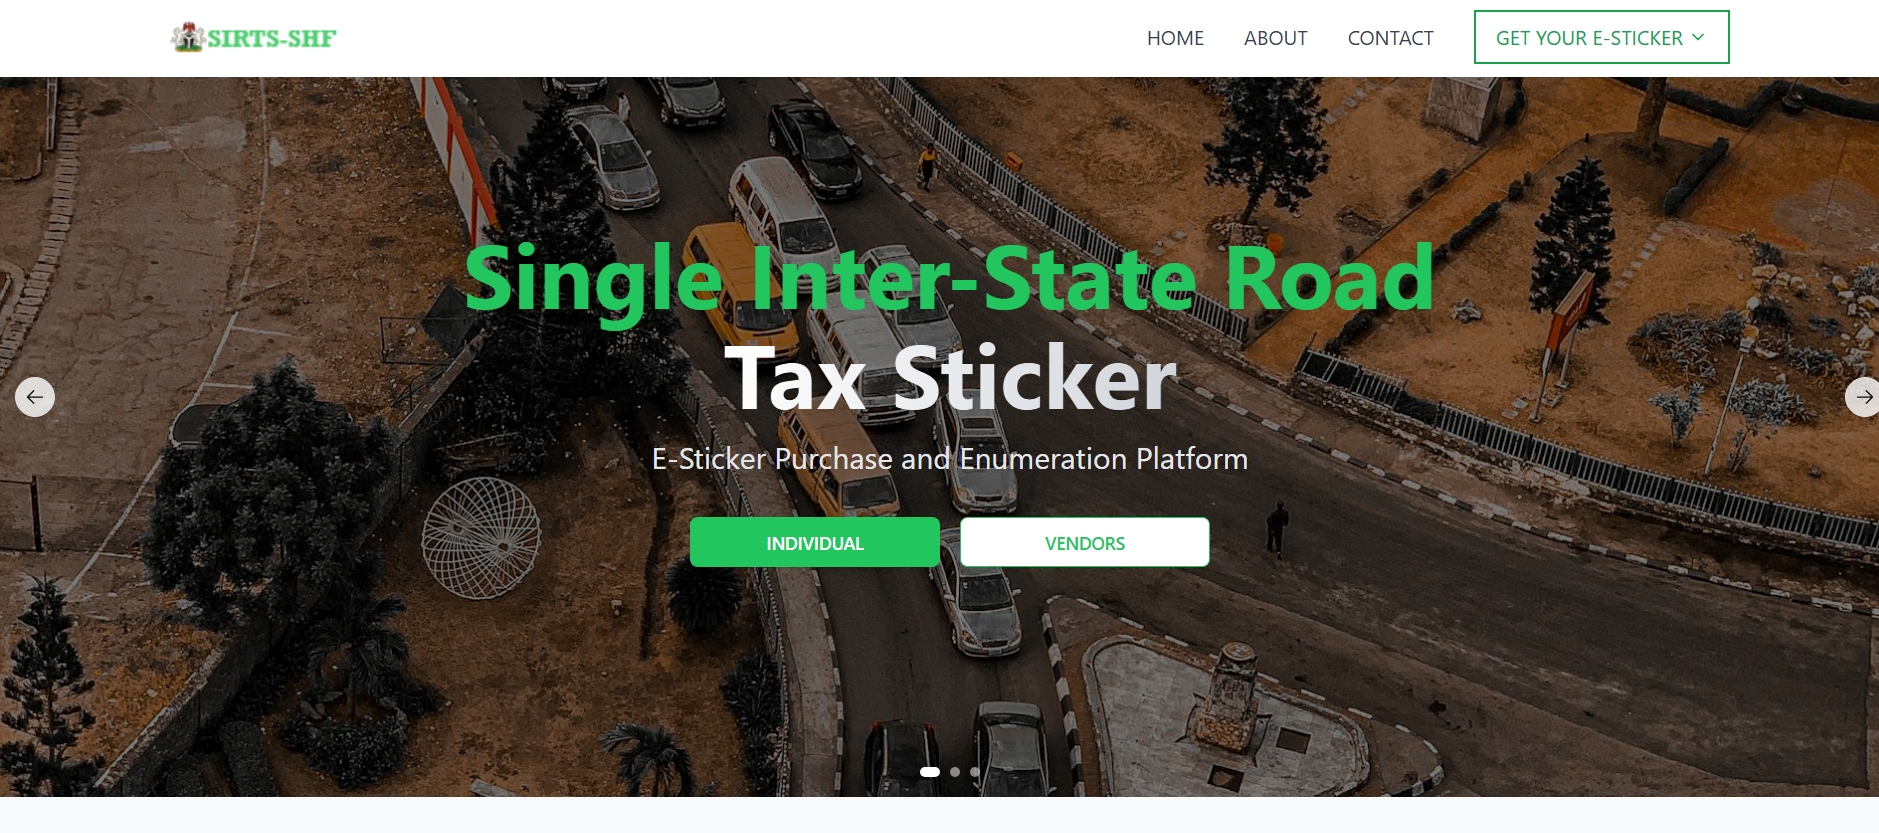 SIRTS-SHF
HOME
ABOUT
CONTACT
GET YOUR E-STICKER
Single Inter-State Road
Tax Sticker
E-Sticker Purchase and Enumeration Platform
INDIVIDUAL
VENDORS